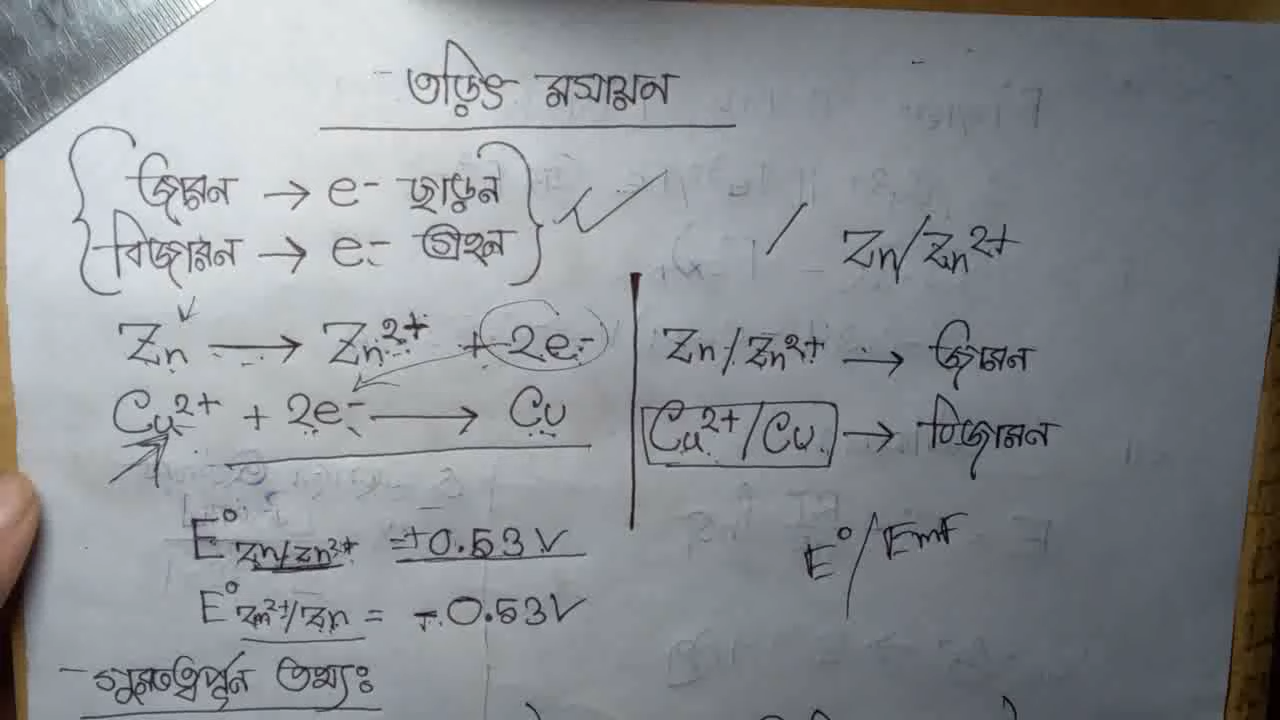 তড়িৎ রসায়ন
জারন → e- ছাড়ন
বিজারন → e- গ্রহন
Zn → Zn2+ + 2e-
Cu2+ + 2e- → Cu
E° Zn/Zn2+ = +0.53V
E° Zn2+/Zn = -0.53V
গুরুত্বপূর্ন তথ্যঃ
/ Zn/Zn2+
Zn/Zn2+ → জারন
Cu2+/Cu → বিজারন
E°/Emf